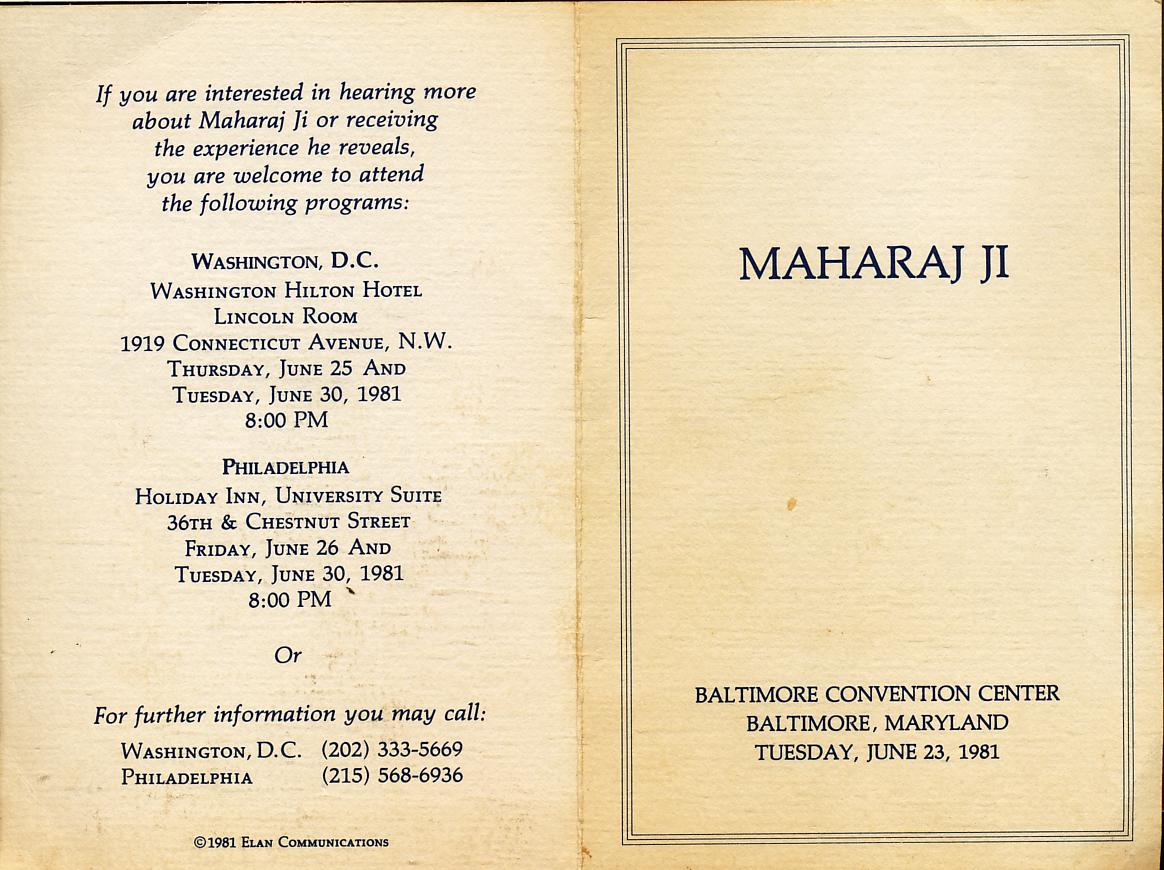 If you are interested in hearing more
about Maharaj Ji or receiving
the experience he reveals,
you are welcome to attend
the following programs:
Washington, D.C.
Washington Hilton Hotel
Lincoln Room
1919 Connecticut Avenue, N.W.
Thursday, June 25 And
Tuesday, June 30, 1981
8:00 PM
Philadelphia
Holiday Inn, University Suite
36th & Chestnut Street
Friday, June 26 And
Tuesday, June 30, 1981
8:00 PM
Or
For further information you may call:
Washington, D.C. (202) 333-5669
Philadelphia (215) 568-6936
©1981 Elan Communications
MAHARAJ JI
BALTIMORE CONVENTION CENTER
BALTIMORE, MARYLAND
TUESDAY, JUNE 23, 1981